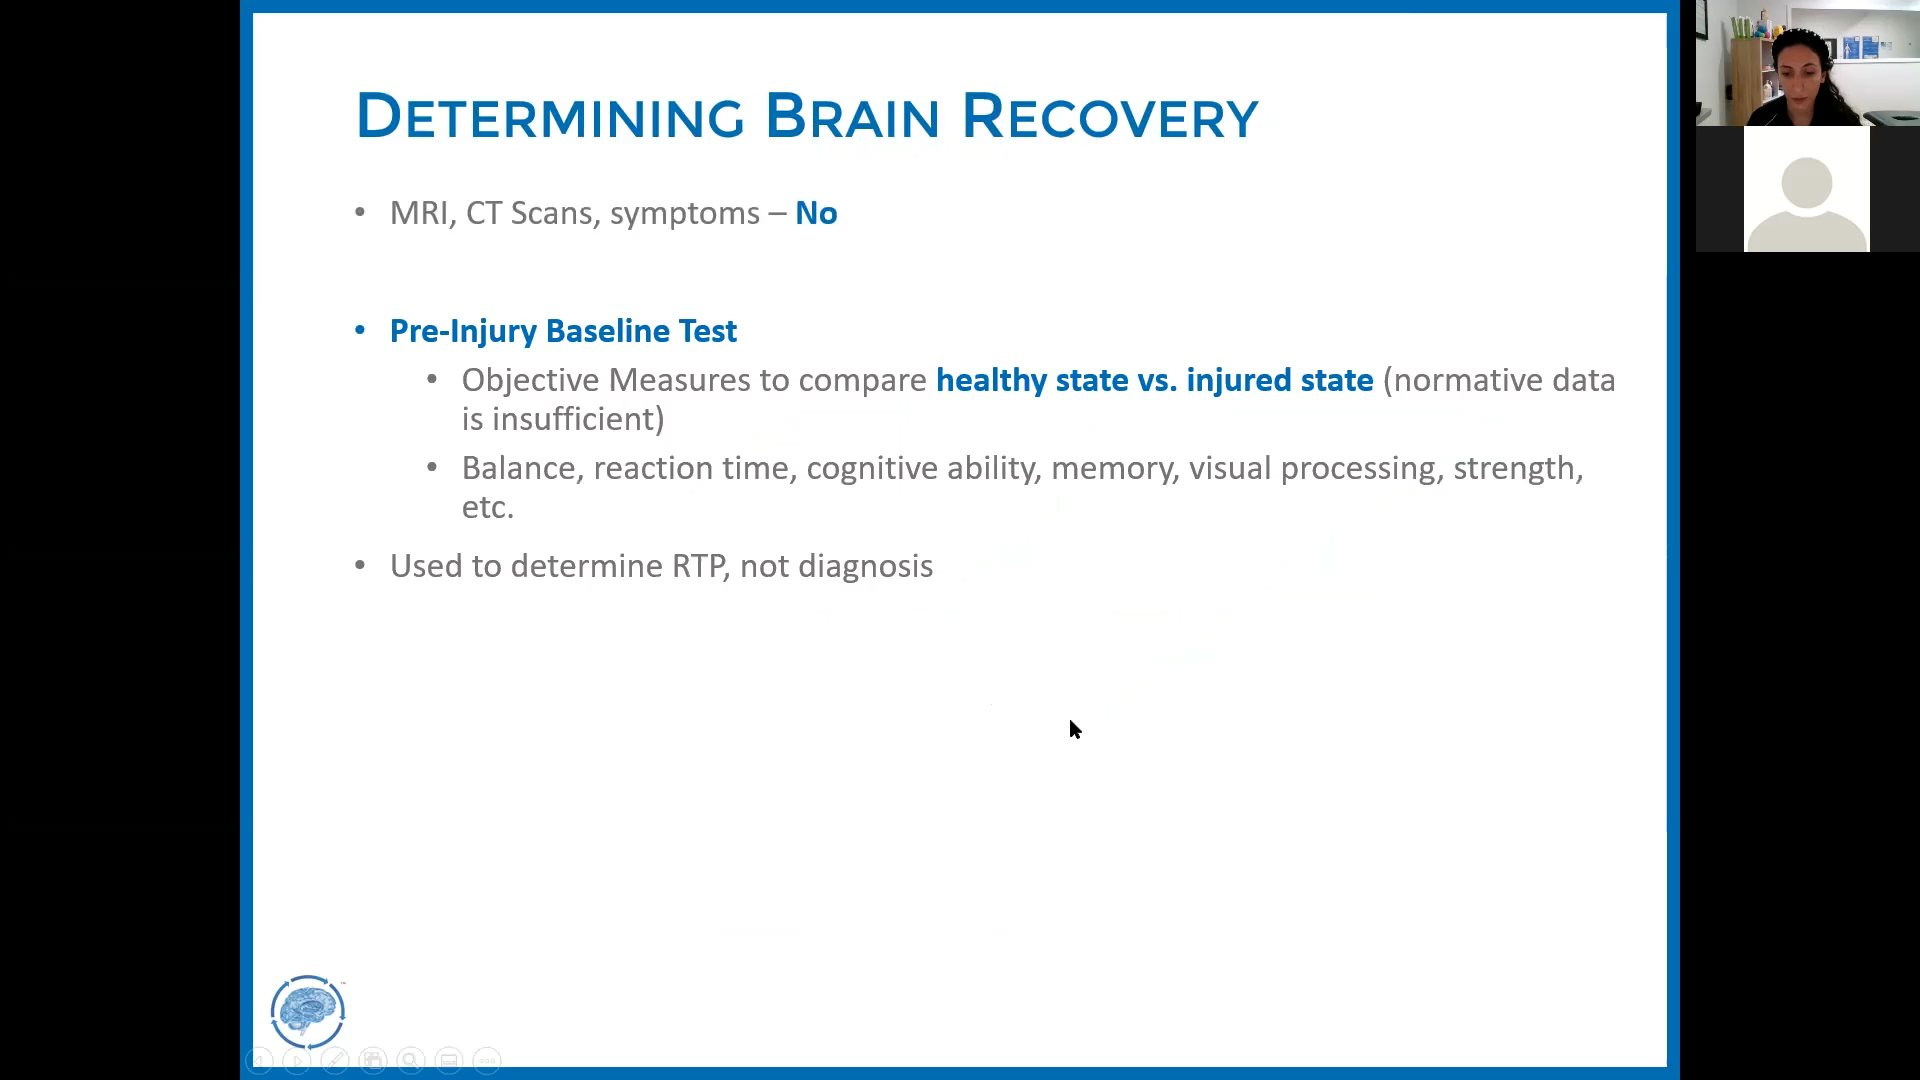 DETERMINING BRAIN RECOVERY
• MRI, CT Scans, symptoms – No
• Pre-Injury Baseline Test
• Objective Measures to compare healthy state vs. injured state (normative data
is insufficient)
• Balance, reaction time, cognitive ability, memory, visual processing, strength,
etc.
• Used to determine RTP, not diagnosis